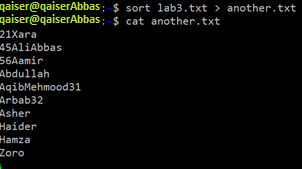 qaiser@qaiserAbbas:~$ sort lab3.txt > another.txt
qaiser@qaiserAbbas:~$ cat another.txt
21Xara
45AliAbbas
56Aamir
Abdullah
AqibMehmood31
Arbab32
Asher
Haider
Hamza
Zoro